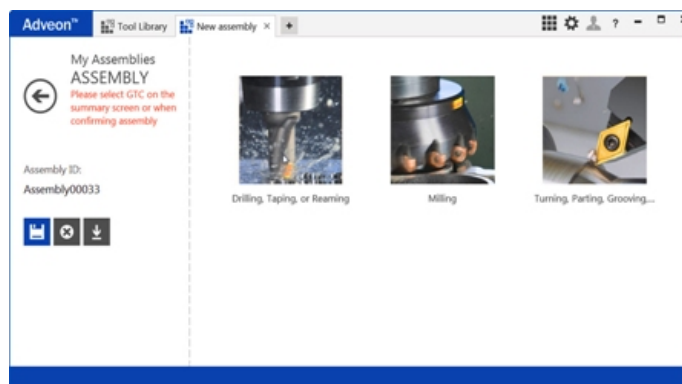 Adveon™
Tool Library
New assembly × +
?
My Assemblies
ASSEMBLY
Please select GTC on the
summary screen or when
confirming assembly
Assembly ID:
Assembly00033
Drilling, Taping, or Rearning
Milling
Turning, Parting, Grooving,...